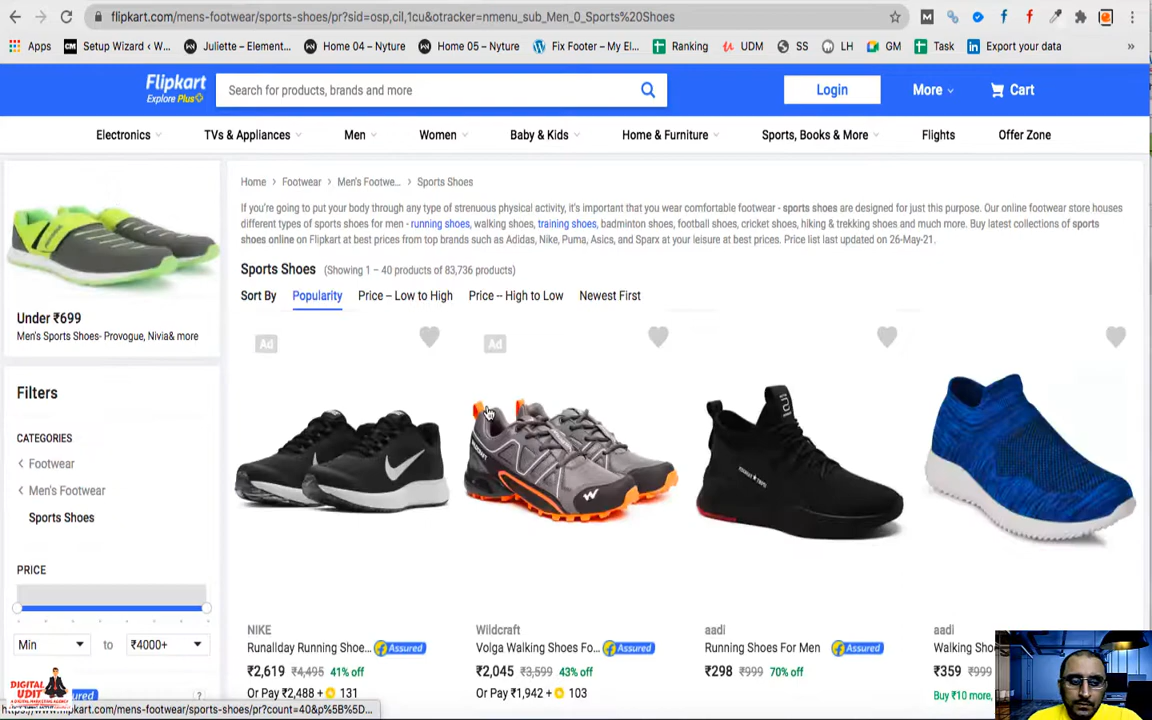 flipkart.com/mens-footwear/sports-shoes/pr?sid=osp,cil,1cu&otracker=nmenu_sub_Men_0_Sports%20Shoes
Apps CM Setup Wizard ‹ W... Juliette – Element... Home 04 – Nyture Home 05 – Nyture Fix Footer – My El... Ranking UDM SS LH GM Task Export your data »
Flipkart Search for products, brands and more Login More Cart
Explore Plus
Electronics TVs & Appliances Men Women Baby & Kids Home & Furniture Sports, Books & More Flights Offer Zone
Home > Footwear > Men's Footwe... > Sports Shoes
If you're going to put your body through any type of strenuous physical activity, it's important that you wear comfortable footwear - sports shoes are designed for just this purpose. Our online footwear store houses
different types of sports shoes for men - running shoes, walking shoes, training shoes, badminton shoes, football shoes, cricket shoes, hiking & trekking shoes and much more. Buy latest collections of sports
shoes online on Flipkart at best prices from top brands such as Adidas, Nike, Puma, Asics, and Sparx at your leisure at best prices. Price list last updated on 26-May-21.
Sports Shoes (Showing 1 – 40 products of 83,736 products)
Sort By Popularity Price -- Low to High Price -- High to Low Newest First
Under ₹699
Men's Sports Shoes- Provogue, Nivia& more
Filters
CATEGORIES
Footwear
Men's Footwear
Sports Shoes
PRICE
Min to ₹4000+
DIGITAL
UDIT
Ad
NIKE
Runallday Running Shoe... Assured
₹2,619 ₹4,495 41% off
Or Pay ₹2,488 + 131
Ad
Wildcraft
Volga Walking Shoes Fo... Assured
₹2,045 ₹3,599 43% off
Or Pay ₹1,942 + 103
aadi
Running Shoes For Men Assured
₹298 ₹999 70% off
aadi
Walking Sho
₹359 ₹999
Buy ₹10 more,
https://www.flipkart.com/mens-footwear/sports-shoes/pr?count=40&p%5B%5D...